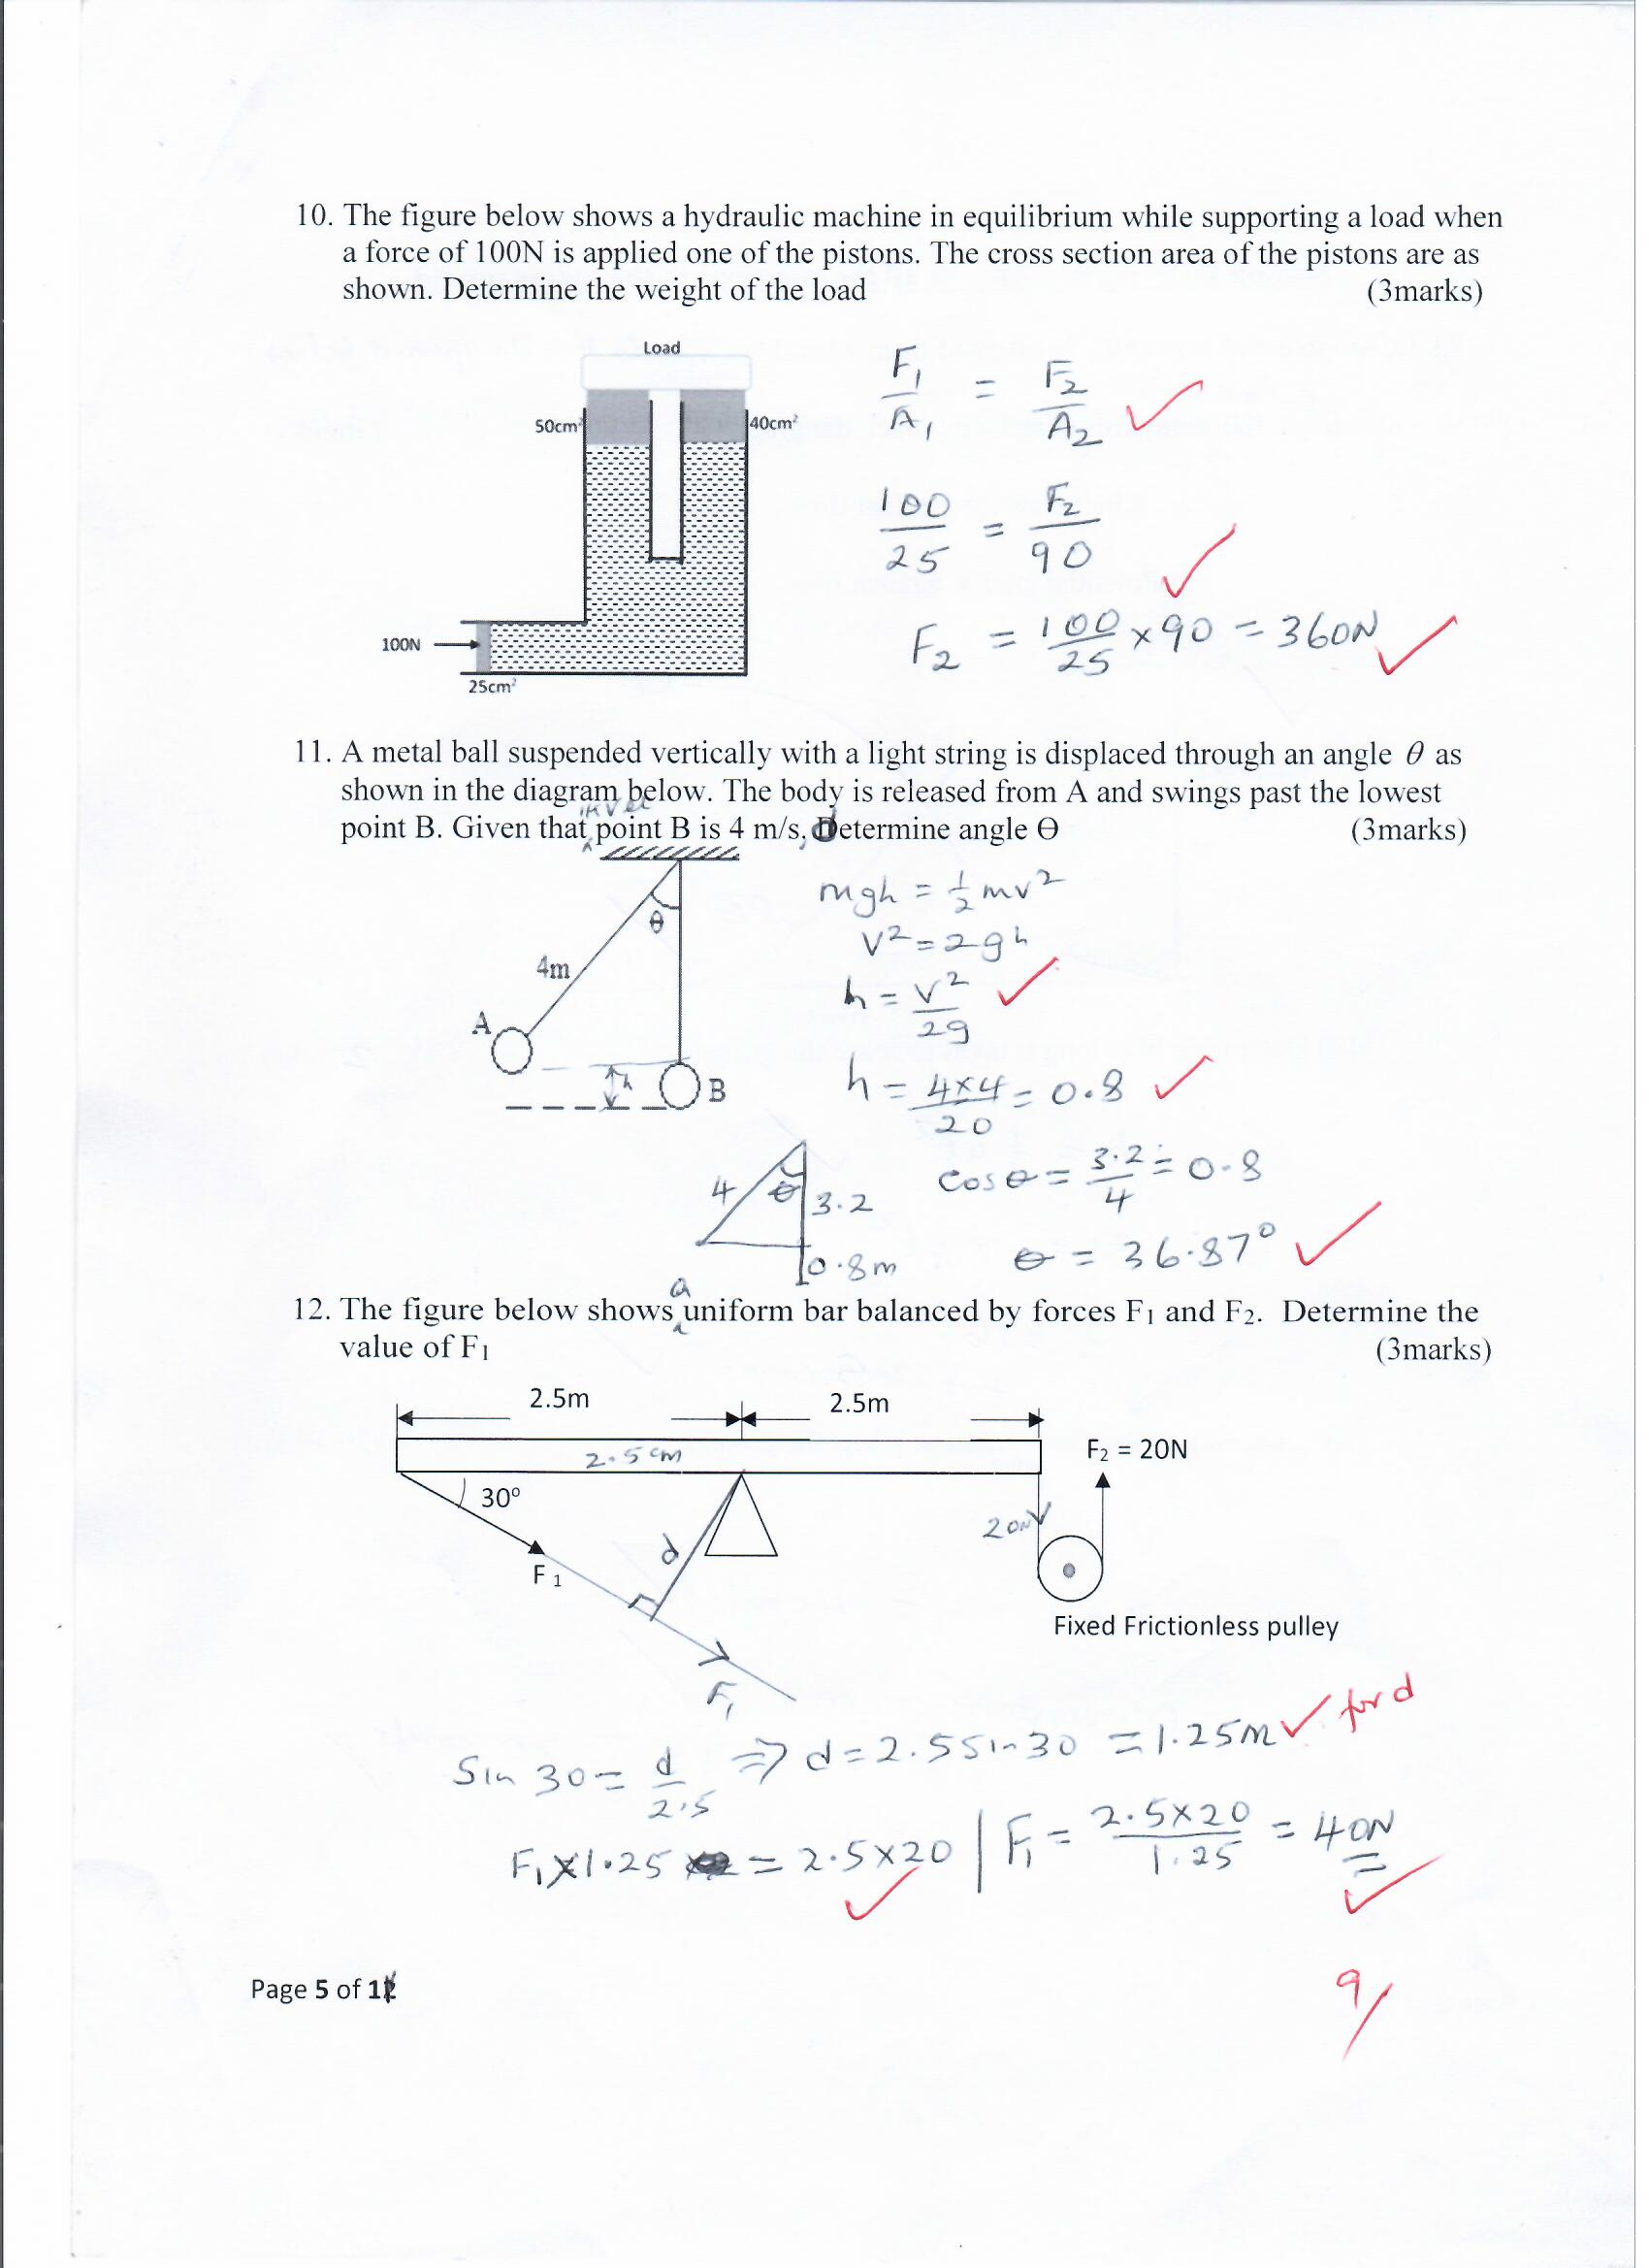 10. The figure below shows a hydraulic machine in equilibrium while supporting a load when
a force of 100N is applied one of the pistons. The cross section area of the pistons are as
shown. Determine the weight of the load (3marks)
Load
50cm²
40cm²
100N
25cm²
F₁/A₁ = F₂/A₂
100/25 = F₂/90
F₂ = 100/25 × 90 = 360N
11. A metal ball suspended vertically with a light string is displaced through an angle θ as
shown in the diagram below. The body is released from A and swings past the lowest
point B. Given that point B is 4 m/s, Determine angle Θ (3marks)
θ
4m
A
h
B
mgh = ½mv²
v² = 2gh
h = v²/2g
h = 4×4/20 = 0.8
4
θ
3.2
0.8m
cos θ = 3.2/4 = 0.8
θ = 36.87°
a
12. The figure below shows uniform bar balanced by forces F₁ and F₂. Determine the
value of F₁ (3marks)
2.5m
2.5m
2.5cm
F₂ = 20N
30°
20N
d
F₁
Fixed Frictionless pulley
F₁
Sin 30 = d/2.5 ⇒ d = 2.5 sin 30 = 1.25m
for d
F₁ × 1.25 = 2.5×20 | F₁ = 2.5×20/1.25 = 40N
Page 5 of 1
9/